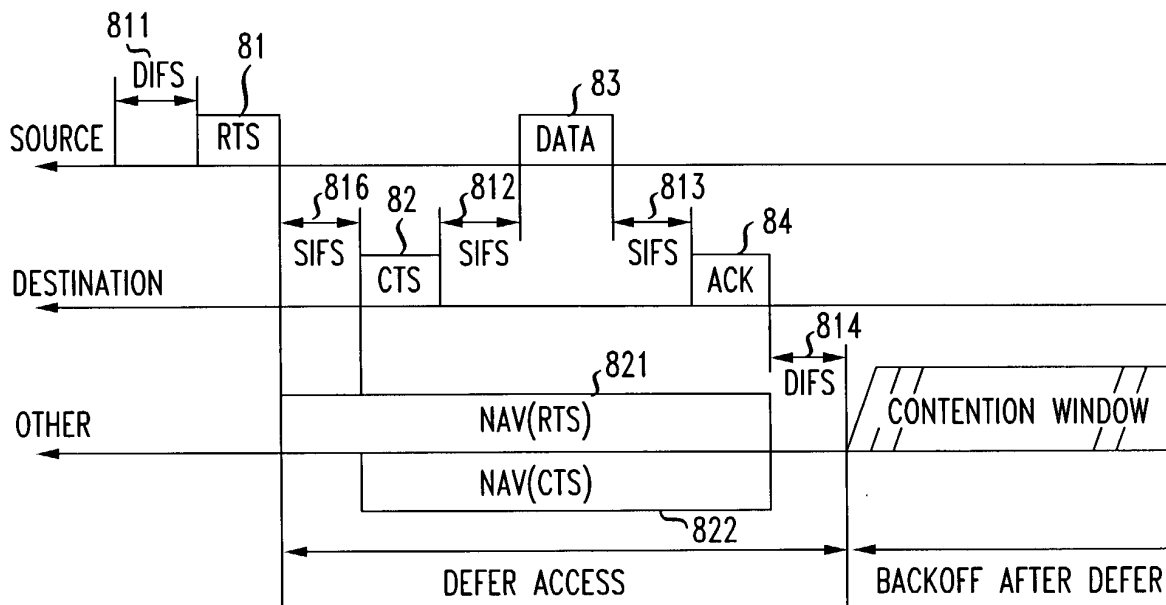 811
DIFS
81
83
SOURCE
RTS
DATA
816
82
812
813
84
SIFS
SIFS
SIFS
DESTINATION
CTS
ACK
814
821
DIFS
OTHER
NAV(RTS)
CONTENTION WINDOW
NAV(CTS)
822
DEFER ACCESS
BACKOFF AFTER DEFER